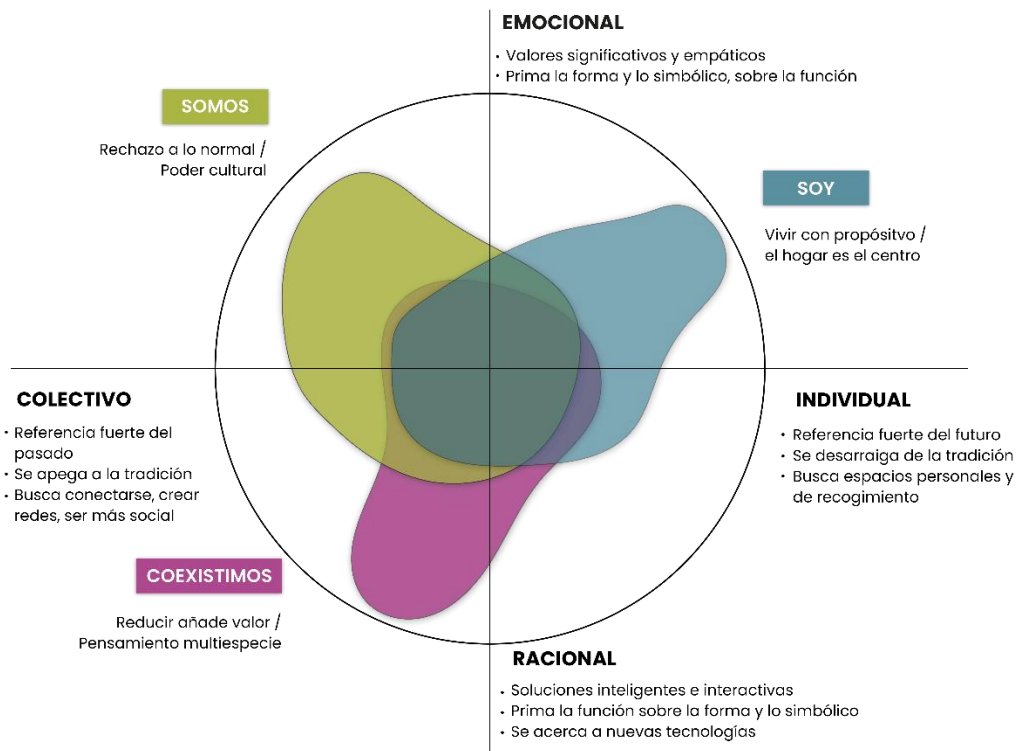 EMOCIONAL
• Valores significativos y empáticos
• Prima la forma y lo simbólico, sobre la función
SOMOS
Rechazo a lo normal /
Poder cultural
SOY
Vivir con propósitvo /
el hogar es el centro
COLECTIVO
• Referencia fuerte del
pasado
• Se apega a la tradición
• Busca conectarse, crear
redes, ser más social
INDIVIDUAL
• Referencia fuerte del futuro
• Se desarraiga de la tradición
• Busca espacios personales y
de recogimiento
COEXISTIMOS
Reducir añade valor /
Pensamiento multiespecie
RACIONAL
• Soluciones inteligentes e interactivas
• Prima la función sobre la forma y lo simbólico
• Se acerca a nuevas tecnologías